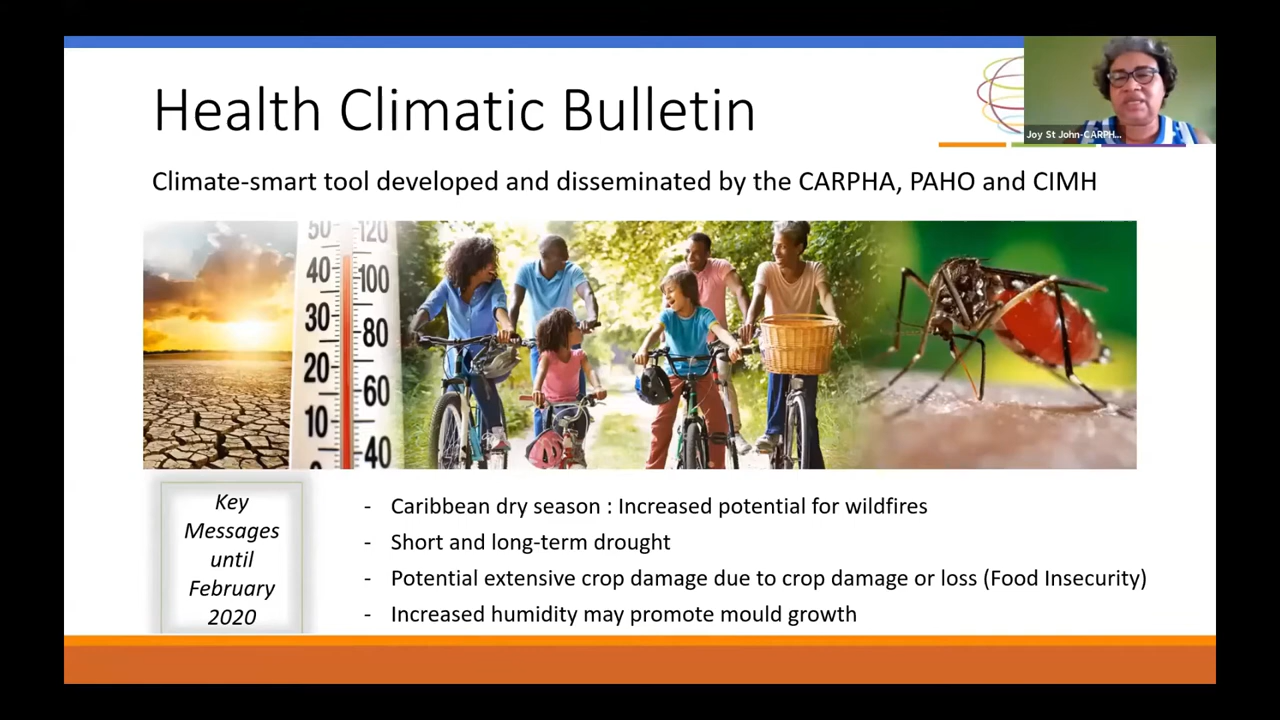 Health Climatic Bulletin
Joy St John-CARPH...
Climate-smart tool developed and disseminated by the CARPHA, PAHO and CIMH
50 120
40 100
30 80
20 60
10 40
Key
Messages
until
February
2020
- Caribbean dry season : Increased potential for wildfires
- Short and long-term drought
- Potential extensive crop damage due to crop damage or loss (Food Insecurity)
- Increased humidity may promote mould growth